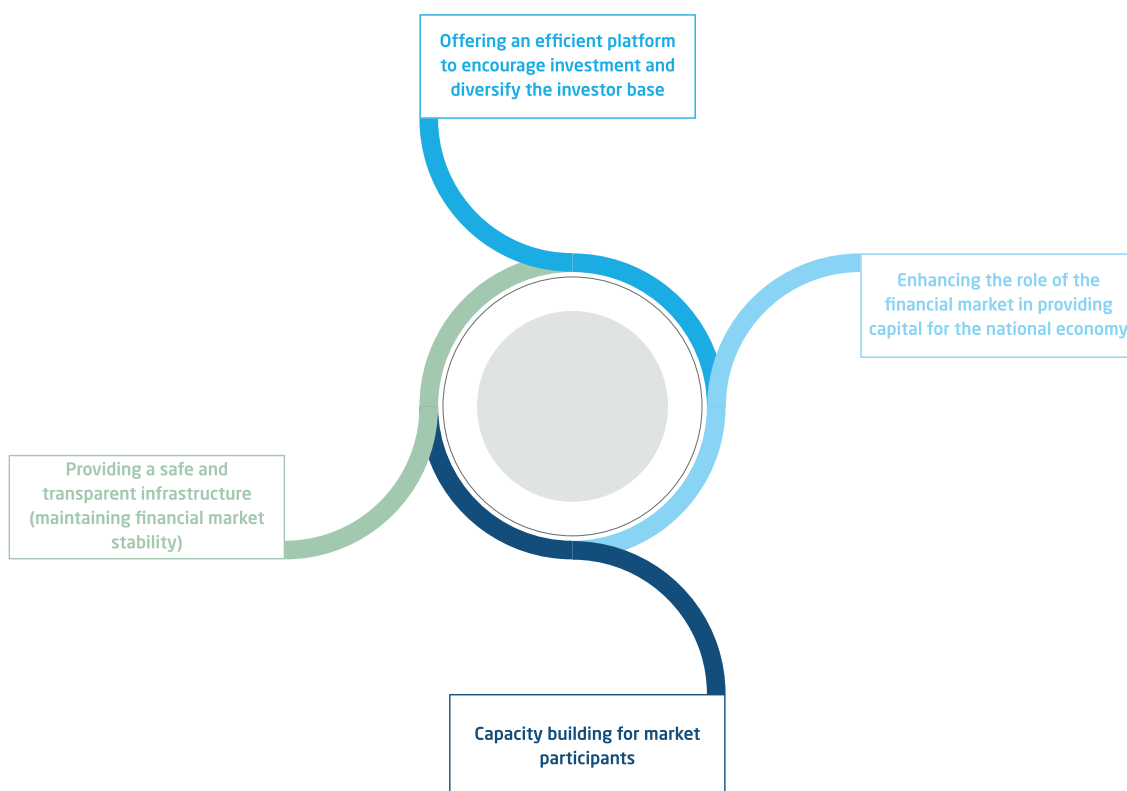 Offering an efficient platform
to encourage investment and
diversify the investor base
Enhancing the role of the
financial market in providing
capital for the national economy
Providing a safe and
transparent infrastructure
(maintaining financial market
stability)
Capacity building for market
participants